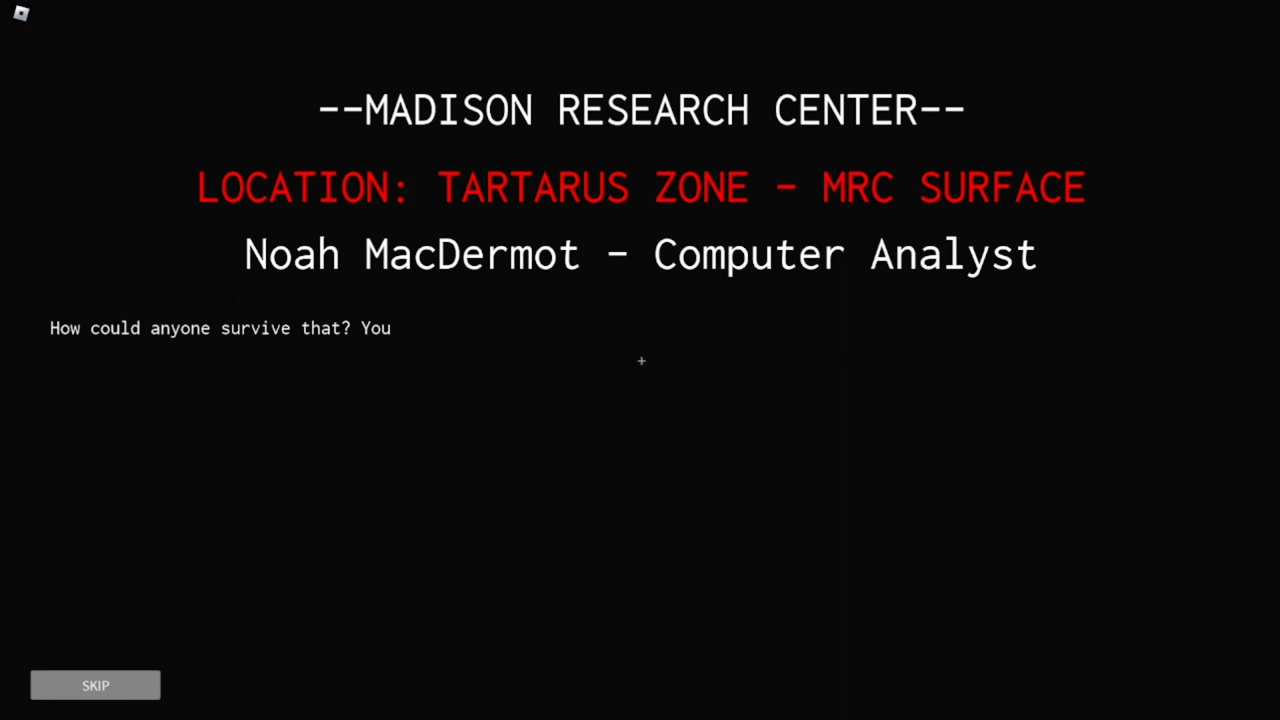 --MADISON RESEARCH CENTER--
LOCATION: TARTARUS ZONE - MRC SURFACE
Noah MacDermot - Computer Analyst
How could anyone survive that? You
SKIP